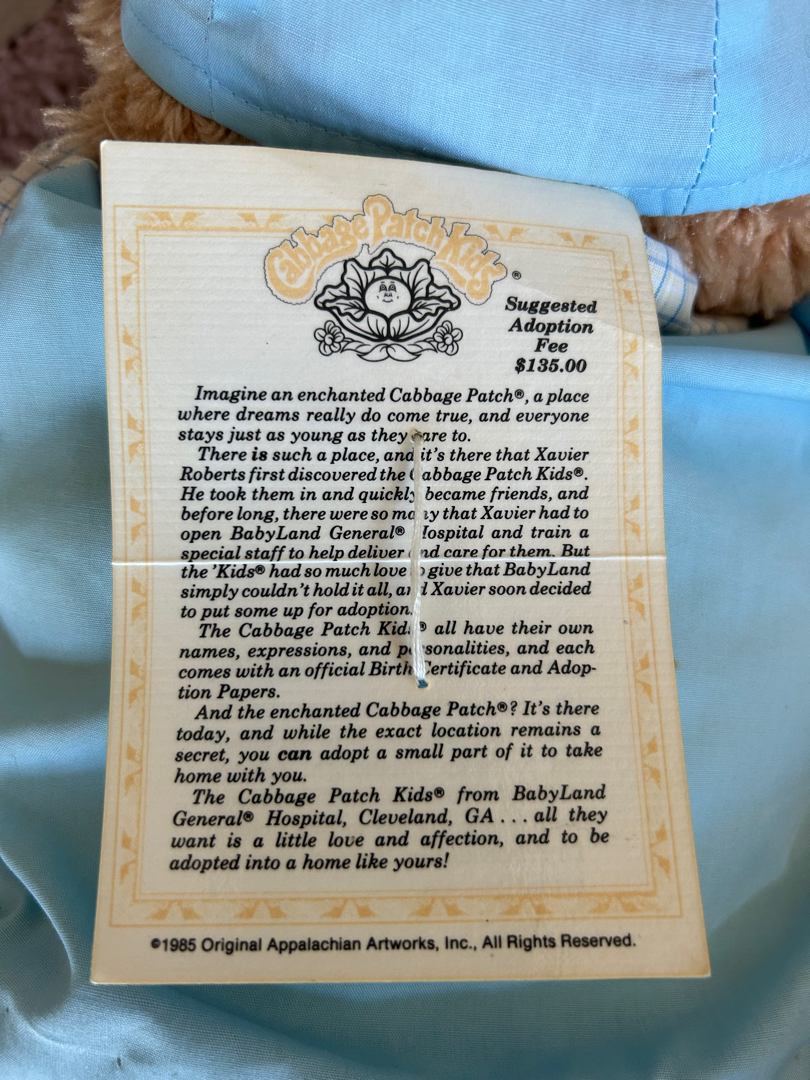 Cabbage Patch Kids®
Suggested
Adoption
Fee
$135.00
Imagine an enchanted Cabbage Patch®, a place
where dreams really do come true, and everyone
stays just as young as they care to.
There is such a place, and it's there that Xavier
Roberts first discovered the Cabbage Patch Kids®.
He took them in and quickly became friends, and
before long, there were so many that Xavier had to
open BabyLand General® Hospital and train a
special staff to help deliver and care for them. But
the 'Kids® had so much love to give that BabyLand
simply couldn't hold it all, and Xavier soon decided
to put some up for adoption.
The Cabbage Patch Kids® all have their own
names, expressions, and personalities, and each
comes with an official Birth Certificate and Adop-
tion Papers.
And the enchanted Cabbage Patch®? It's there
today, and while the exact location remains a
secret, you can adopt a small part of it to take
home with you.
The Cabbage Patch Kids® from BabyLand
General® Hospital, Cleveland, GA . . . all they
want is a little love and affection, and to be
adopted into a home like yours!
©1985 Original Appalachian Artworks, Inc., All Rights Reserved.